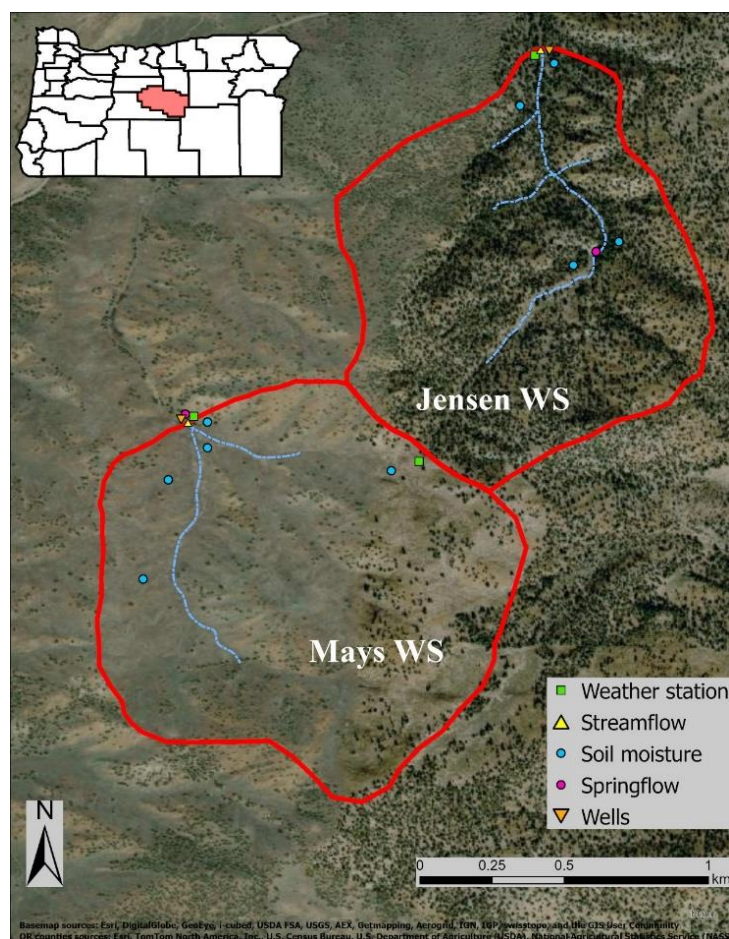 Jensen WS
Mays WS
Weather station
Streamflow
Soil moisture
Springflow
Wells
N
0 0.25 0.5 1
km
Basemap sources: Esri, DigitalGlobe, GeoEye, i-cubed, USDA FSA, USGS, AEX, Getmapping, Aerogrid, IGN, IGP, swisstopo, and the GIS User Community
OR counties sources: Esri, TomTom North America, Inc., U.S. Census Bureau, U.S. Department of Agriculture (USDA), National Agricultural Statistics Service (NASS)